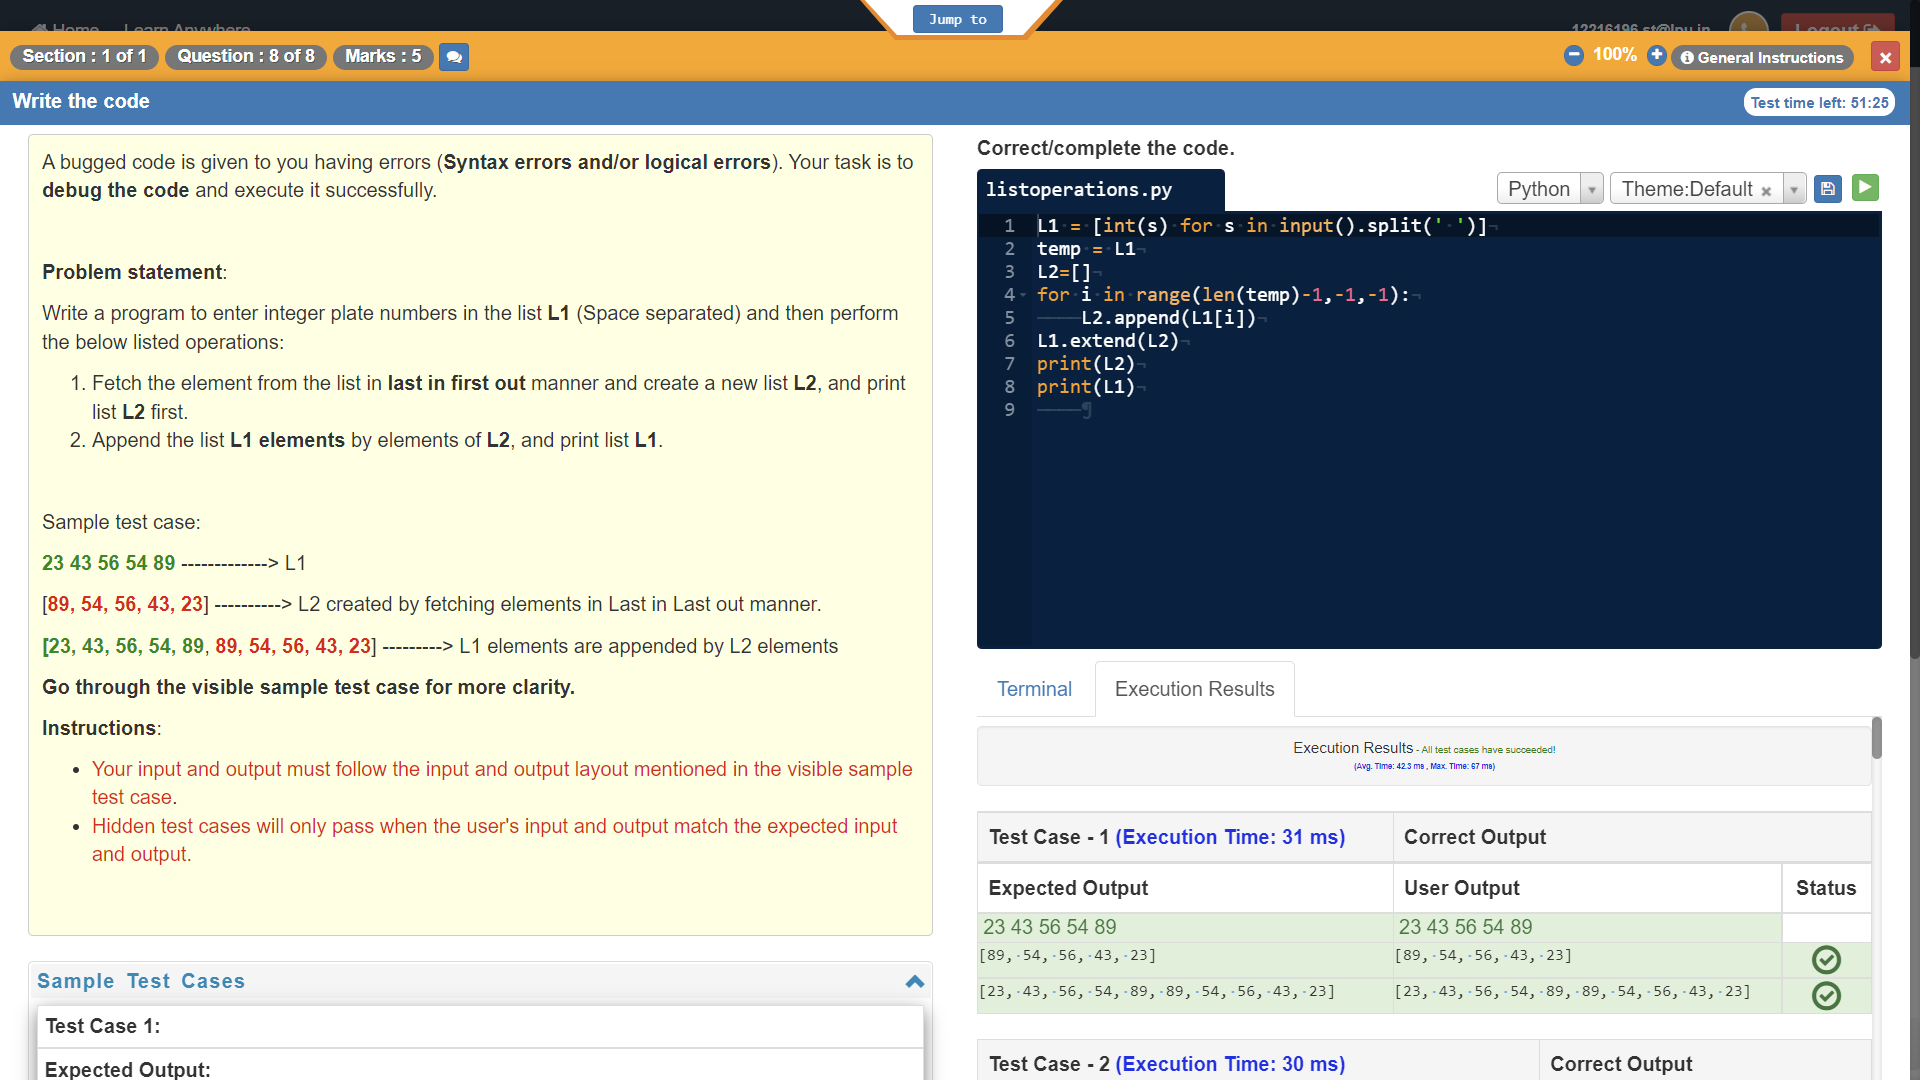 Home Learn Anywhere
Jump to
12216196.st@lpu.in
Logout
Section : 1 of 1
Question : 8 of 8
Marks : 5
100%
General Instructions
Write the code
Test time left: 51:25
A bugged code is given to you having errors (Syntax errors and/or logical errors). Your task is to
debug the code and execute it successfully.
Problem statement:
Write a program to enter integer plate numbers in the list L1 (Space separated) and then perform
the below listed operations:
1. Fetch the element from the list in last in first out manner and create a new list L2, and print
list L2 first.
2. Append the list L1 elements by elements of L2, and print list L1.
Sample test case:
23 43 56 54 89 -------------> L1
[89, 54, 56, 43, 23] ----------> L2 created by fetching elements in Last in Last out manner.
[23, 43, 56, 54, 89, 89, 54, 56, 43, 23] ---------> L1 elements are appended by L2 elements
Go through the visible sample test case for more clarity.
Instructions:
• Your input and output must follow the input and output layout mentioned in the visible sample
test case.
• Hidden test cases will only pass when the user's input and output match the expected input
and output.
Sample Test Cases
Test Case 1:
Expected Output:
Correct/complete the code.
listoperations.py
Python
Theme:Default ×
1 L1 = [int(s) for s in input().split(' ')]
2 temp = L1
3 L2=[]
4 for i in range(len(temp)-1,-1,-1):
5 L2.append(L1[i])
6 L1.extend(L2)
7 print(L2)
8 print(L1)
9
Terminal
Execution Results
Execution Results - All test cases have succeeded!
(Avg. Time: 42.3 ms , Max. Time: 67 ms)
Test Case - 1 (Execution Time: 31 ms)
Correct Output
Expected Output
User Output
Status
23 43 56 54 89
23 43 56 54 89
[89, 54, 56, 43, 23]
[89, 54, 56, 43, 23]
[23, 43, 56, 54, 89, 89, 54, 56, 43, 23]
[23, 43, 56, 54, 89, 89, 54, 56, 43, 23]
Test Case - 2 (Execution Time: 30 ms)
Correct Output